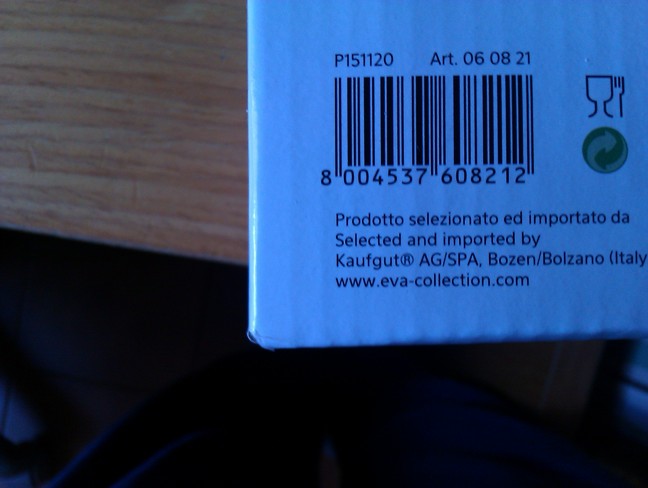 P151120 Art. 06 08 21
8 004537 608212
Prodotto selezionato ed importato da
Selected and imported by
Kaufgut® AG/SPA, Bozen/Bolzano (Italy
www.eva-collection.com